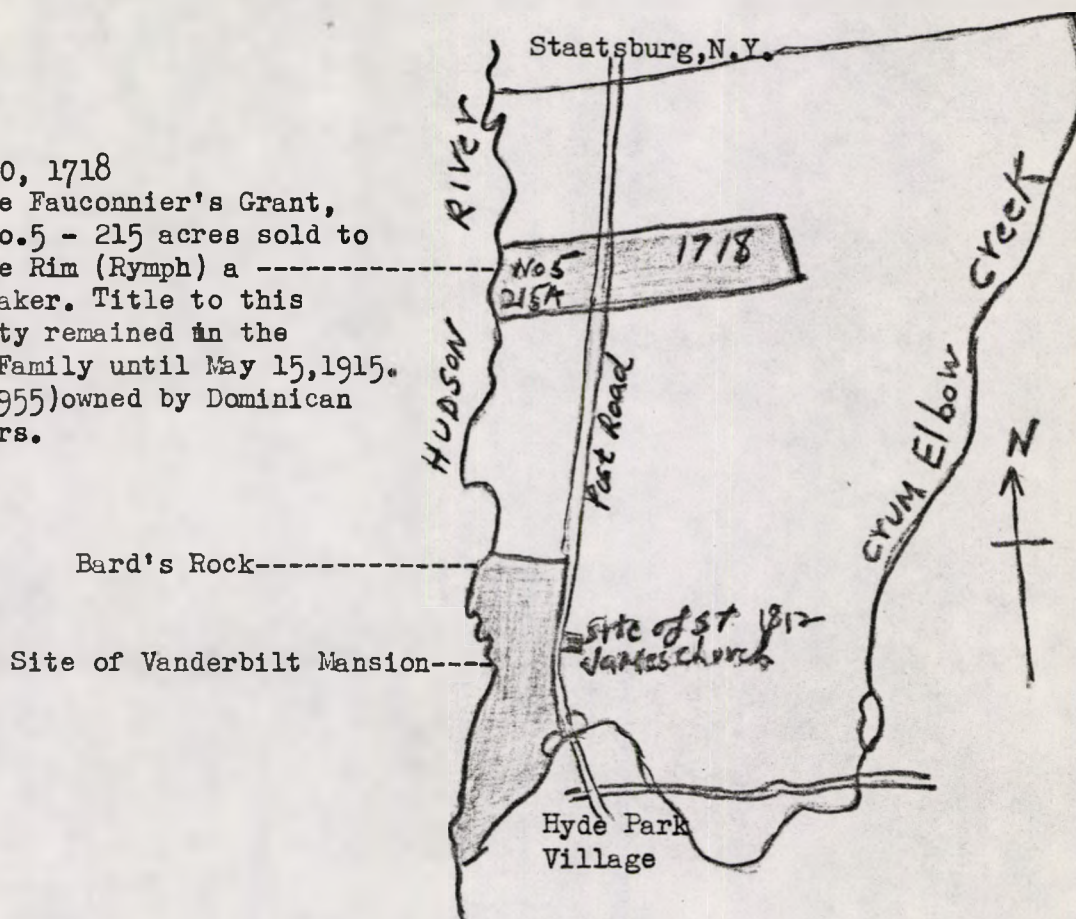 Staatsburg,N.Y.
0, 1718
e Fauconnier's Grant,
o.5 - 215 acres sold to
e Rim (Rymph) a
aker. Title to this
ty remained in the
Family until May 15,1915.
955)owned by Dominican
rs.
RIVER
HUDSON
No5
215A
1718
Post Road
Creek
Crum Elbow
N
Bard's Rock
Site of St 1812
James Church
Site of Vanderbilt Mansion
Hyde Park
Village